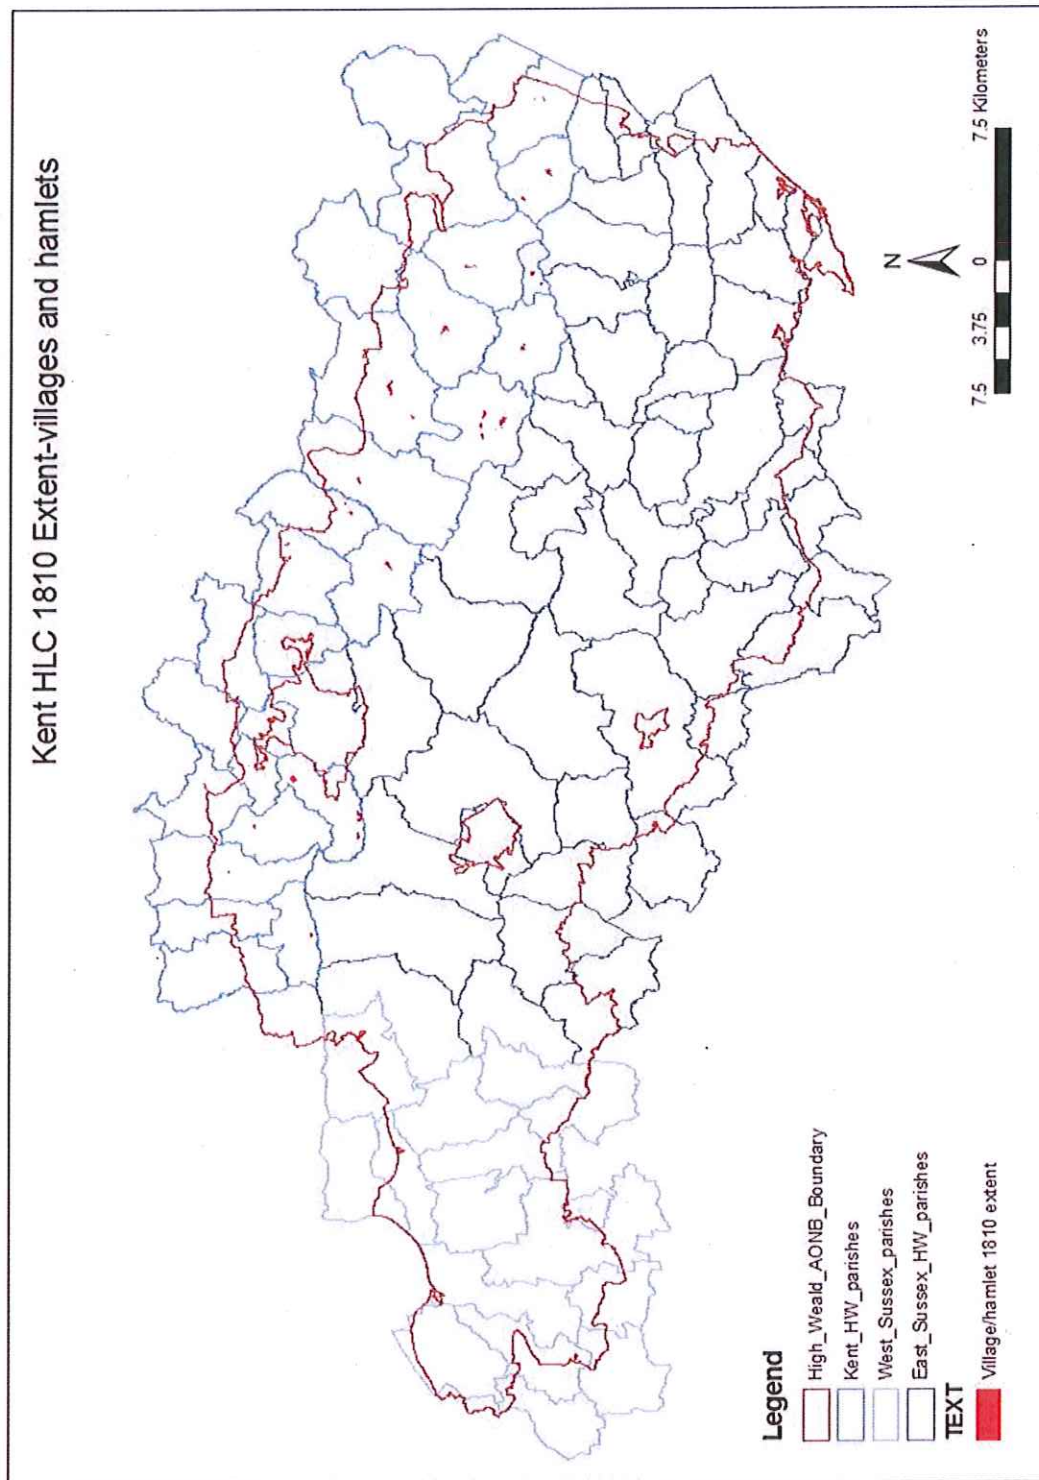 Kent HLC 1810 Extent-villages and hamlets
N
7.5 3.75 0 7.5 Kilometers
Legend
High_Weald_AONB_Boundary
Kent_HW_parishes
West_Sussex_parishes
East_Sussex_HW_parishes
TEXT
Village/hamlet 1810 extent